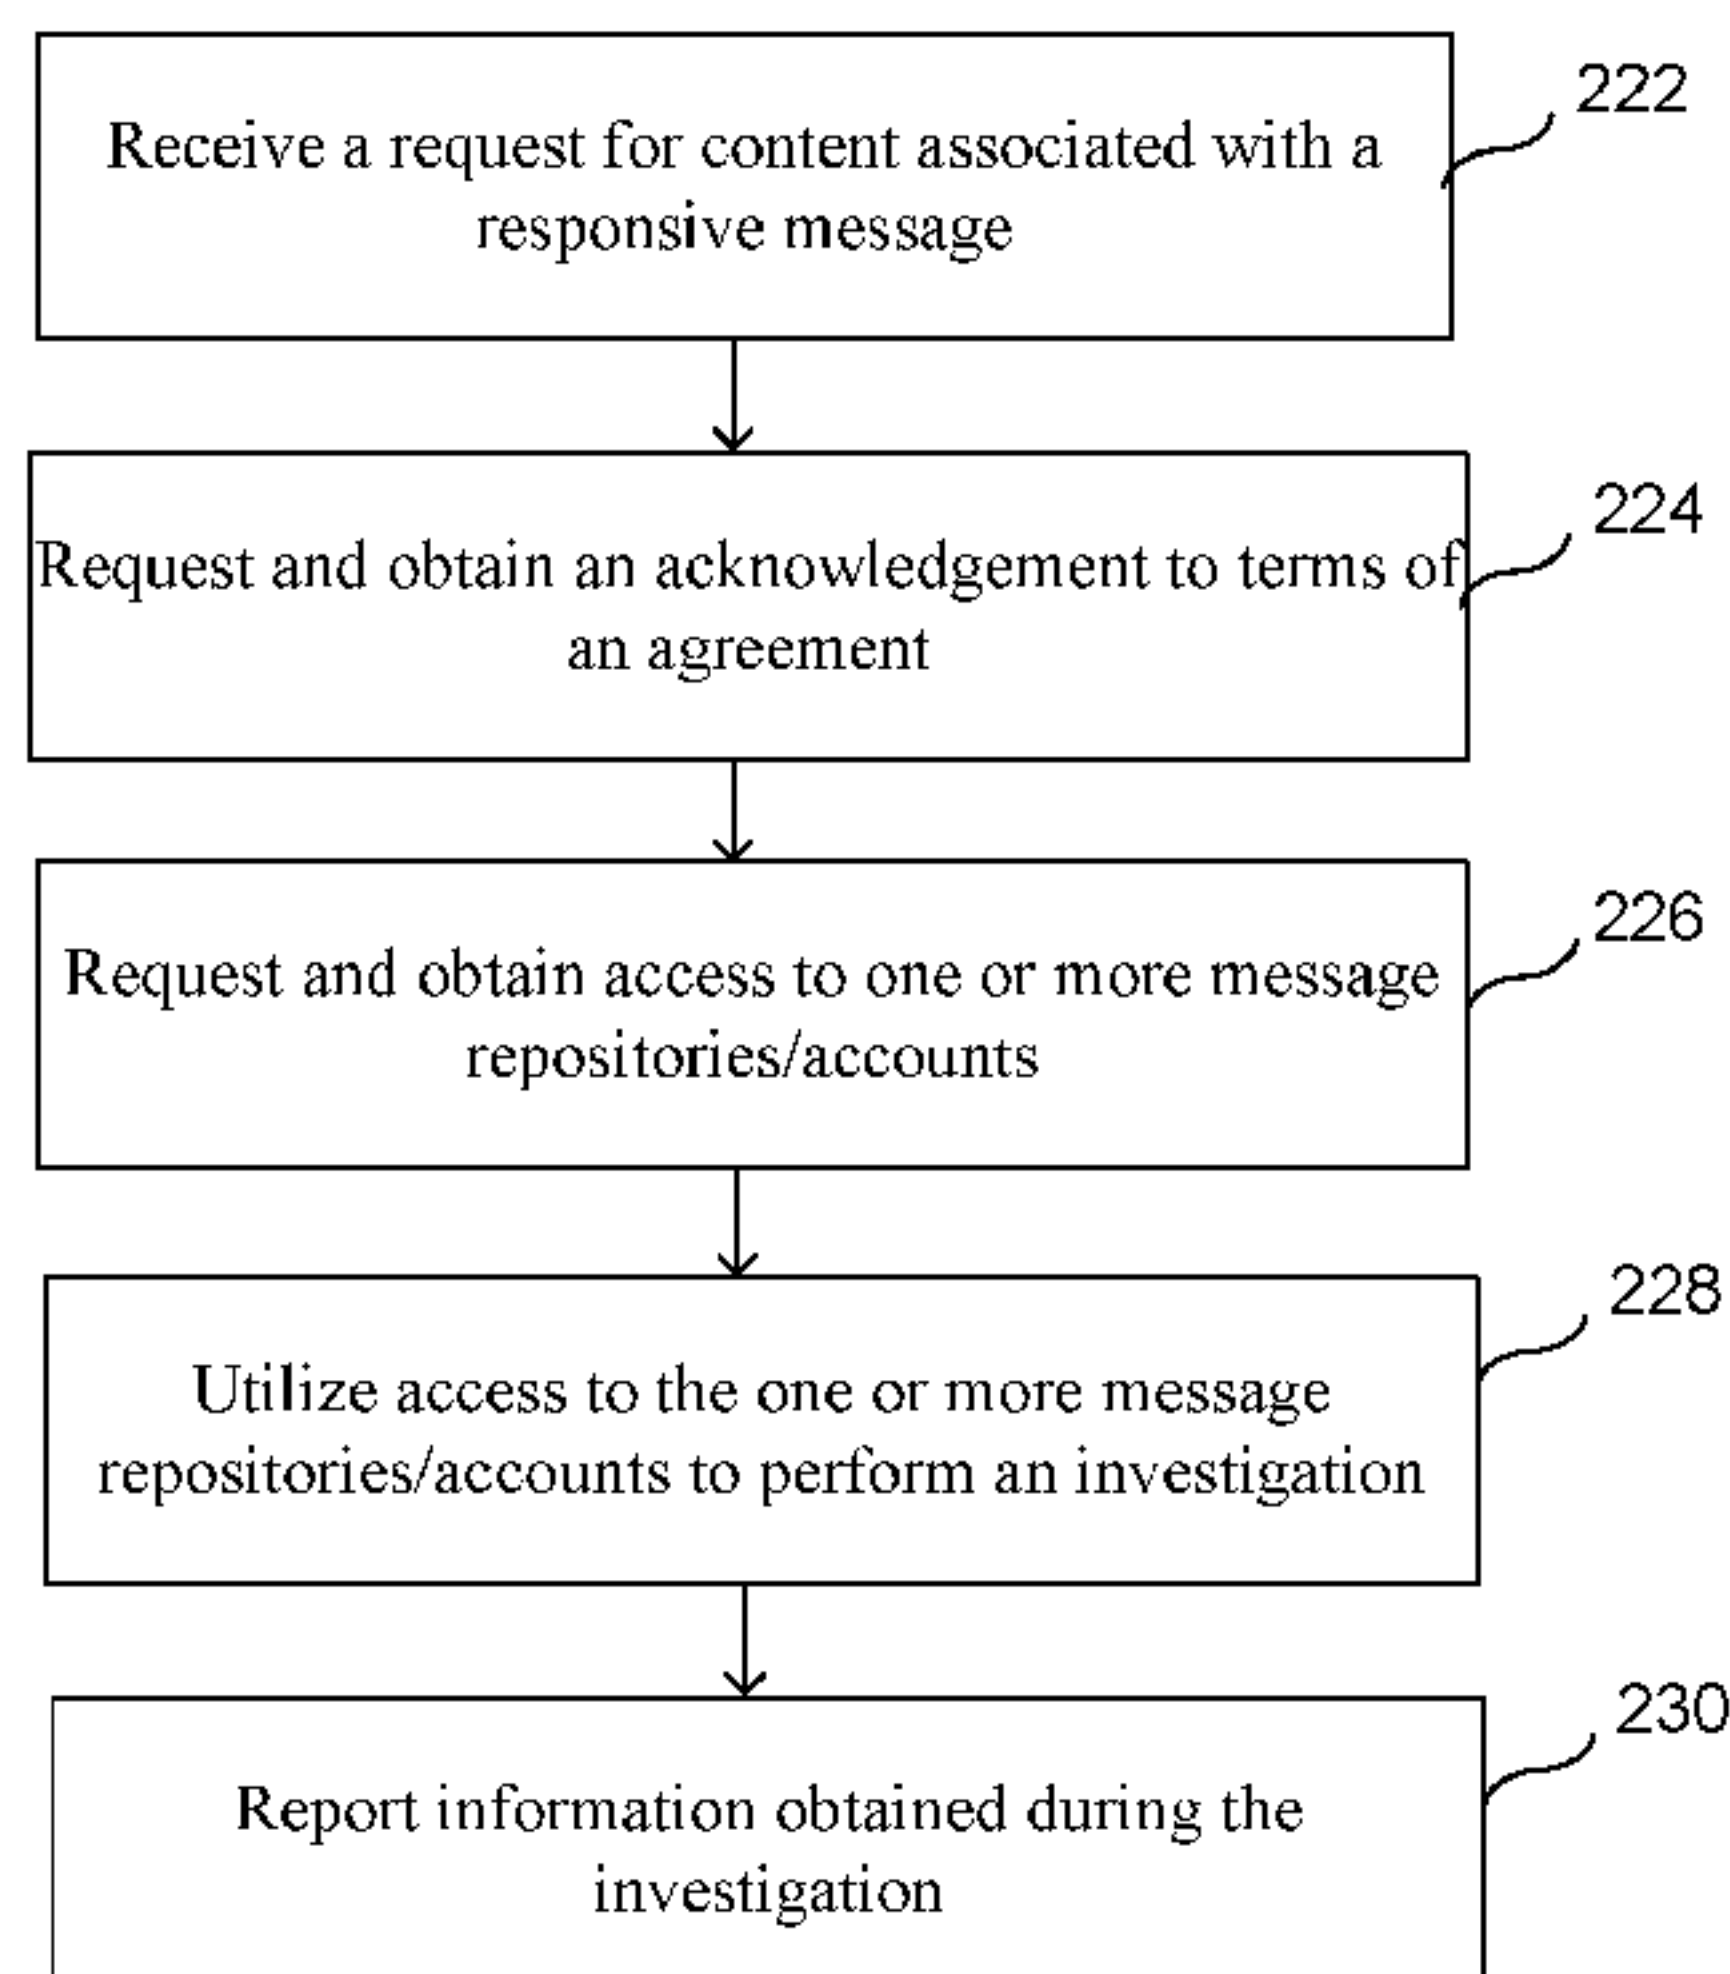 222
Receive a request for content associated with a
responsive message
224
Request and obtain an acknowledgement to terms of
an agreement
226
Request and obtain access to one or more message
repositories/accounts
228
Utilize access to the one or more message
repositories/accounts to perform an investigation
230
Report information obtained during the
investigation